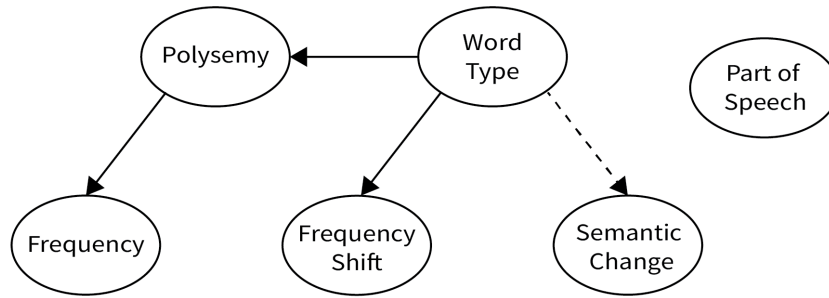 Polysemy
Word
Type
Part of
Speech
Frequency
Frequency
Shift
Semantic
Change